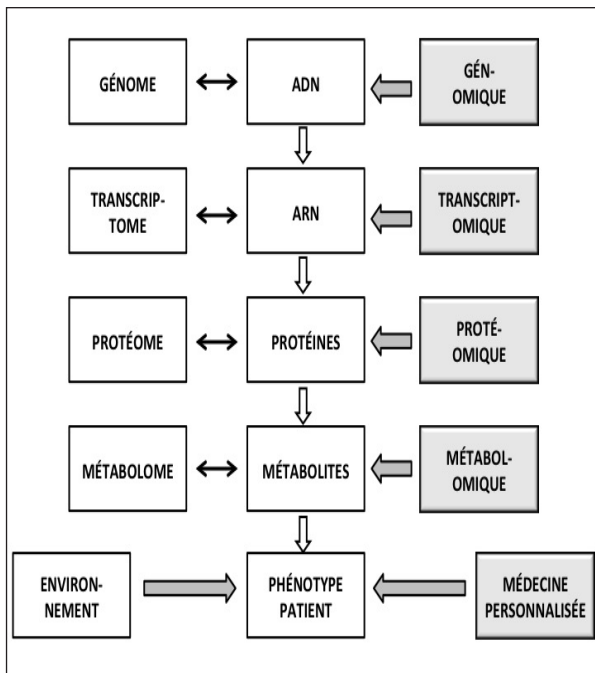 GÉNOME
ADN
GÉN-
OMIQUE
TRANSCRIP-
TOME
ARN
TRANSCRIPT-
OMIQUE
PROTÉOME
PROTÉINES
PROTÉ-
OMIQUE
MÉTABOLOME
MÉTABOLITES
MÉTABOL-
OMIQUE
ENVIRON-
NEMENT
PHÉNOTYPE
PATIENT
MÉDECINE
PERSONNALISÉE